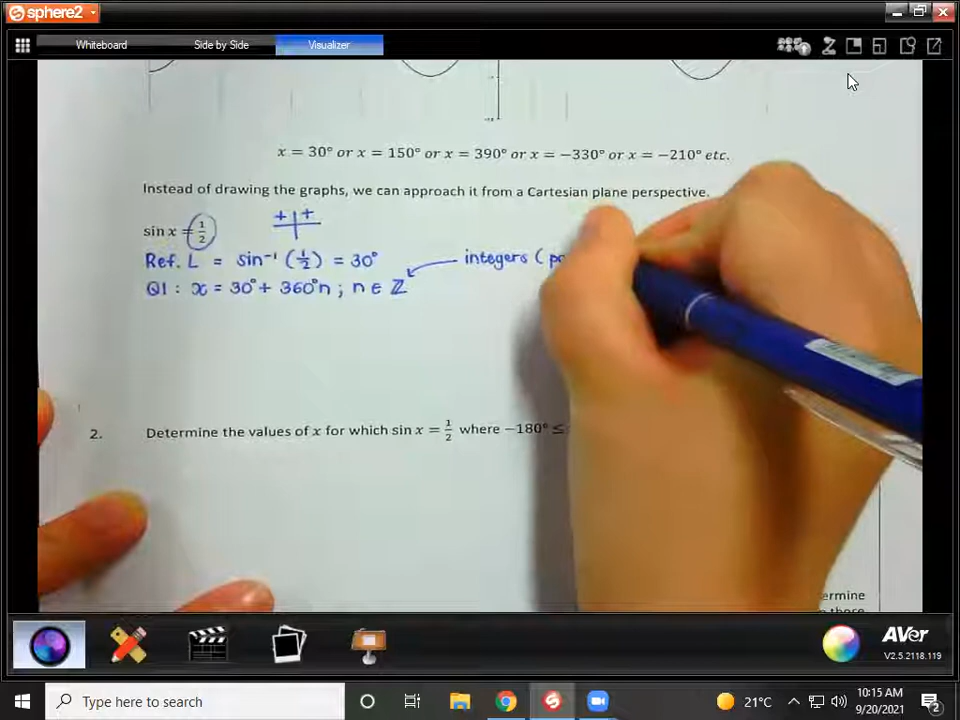 sphere2
Whiteboard Side by Side Visualizer
x = 30° or x = 150° or x = 390° or x = −330° or x = −210° etc.
Instead of drawing the graphs, we can approach it from a Cartesian plane perspective.
sin x = 1/2 + +
Ref. L = sin⁻¹ (1/2) = 30° integers (
Q1 : x = 30° + 360°n ; n ∈ ℤ
2. Determine the values of x for which sin x = 1/2 where −180° ≤
ermine
those
AVer
V2.5.2118.119
Type here to search
21°C
10:15 AM
9/20/2021
2